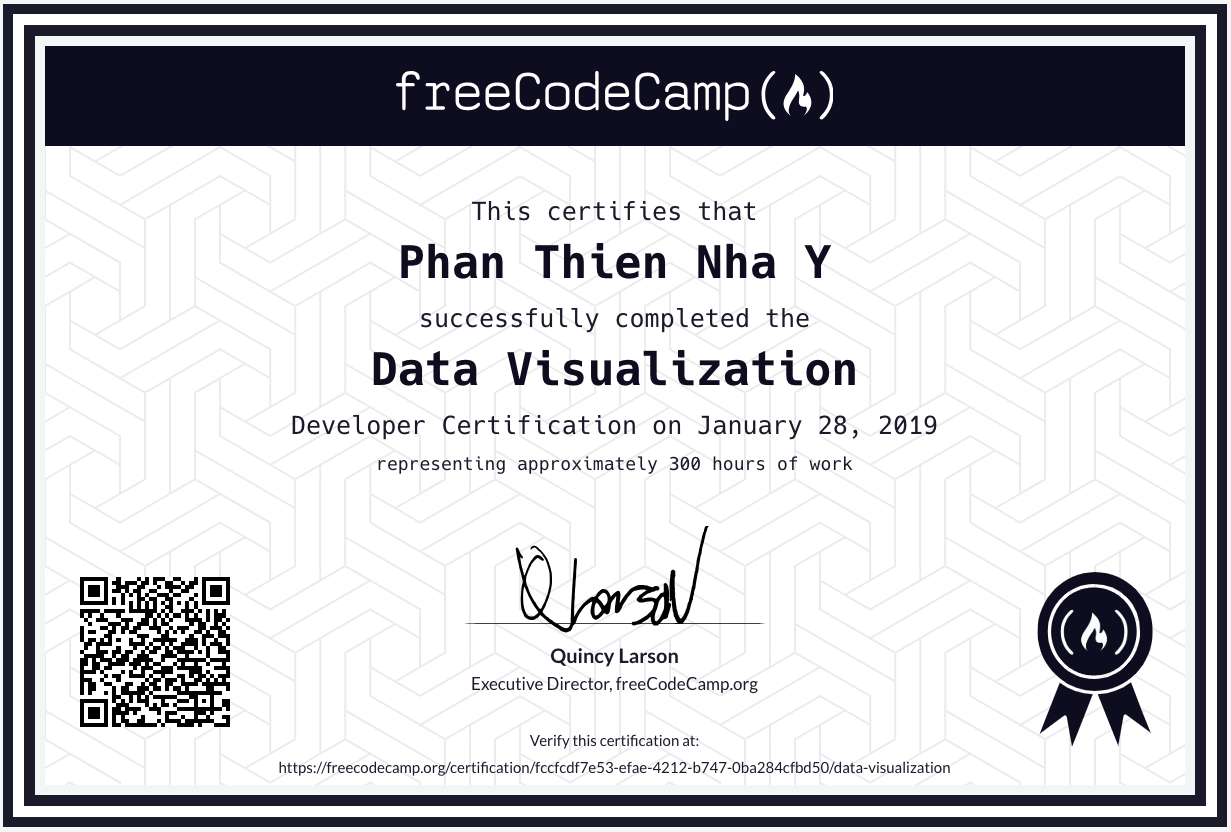 freeCodeCamp(🔥)
This certifies that
Phan Thien Nha Y
successfully completed the
Data Visualization
Developer Certification on January 28, 2019
representing approximately 300 hours of work
QLarson
Quincy Larson
Executive Director, freeCodeCamp.org
Verify this certification at:
https://freecodecamp.org/certification/fccfcdf7e53-efae-4212-b747-0ba284cfbd50/data-visualization